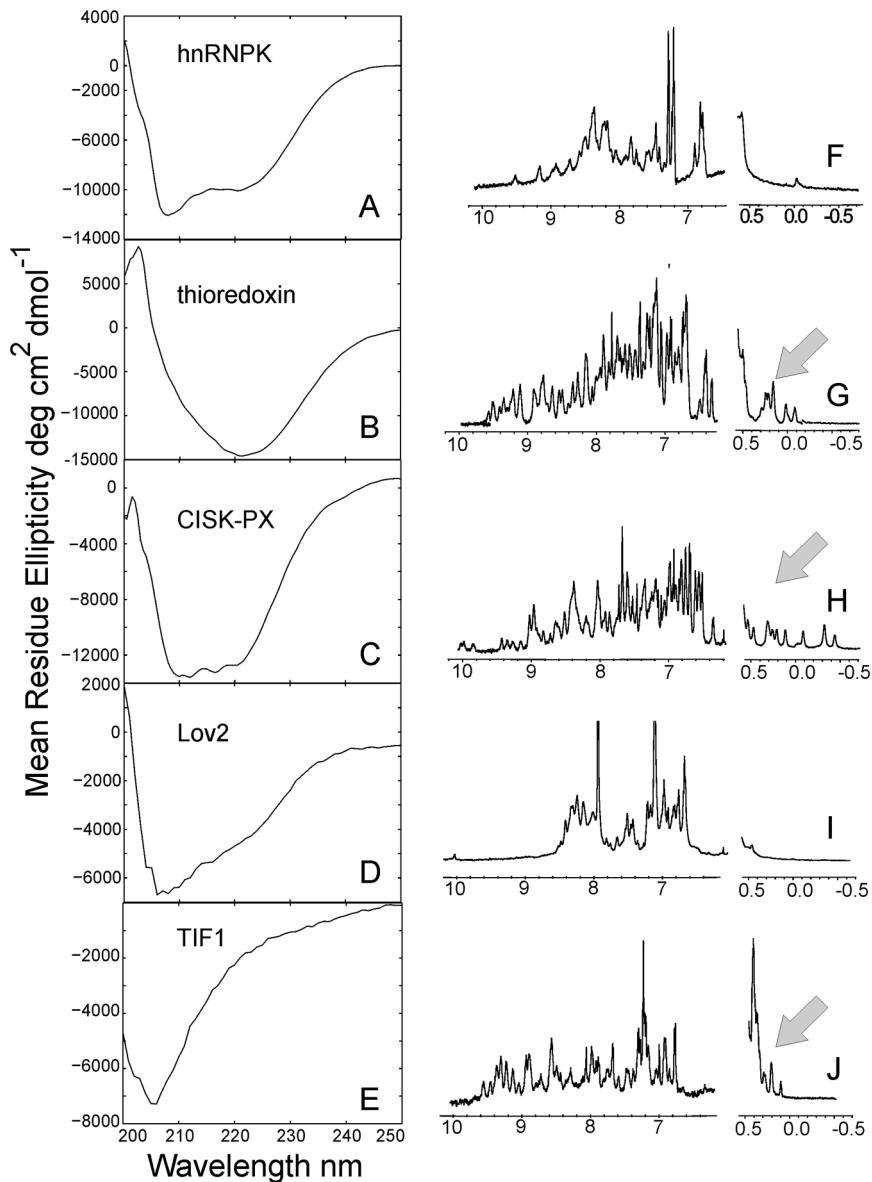 Mean Residue Ellipticity deg cm² dmol⁻¹
4000
0
−2000
−4000
−6000
−8000
−10000
−12000
−14000
hnRNPK
A
5000
0
−5000
−10000
-15000
thioredoxin
B
0
−4000
−8000
−12000
CISK-PX
C
2000
0
−2000
−4000
−6000
Lov2
D
−2000
−4000
−6000
−8000
TIF1
E
200 210 220 230 240 250
Wavelength nm
F
10 9 8 7 0.5 0.0 -0.5
G
10 9 8 7 0.5 0.0 -0.5
H
10 9 8 7 0.5 0.0 -0.5
I
10 9 8 7 0.5 0.0 -0.5
J
10 9 8 7 0.5 0.0 -0.5